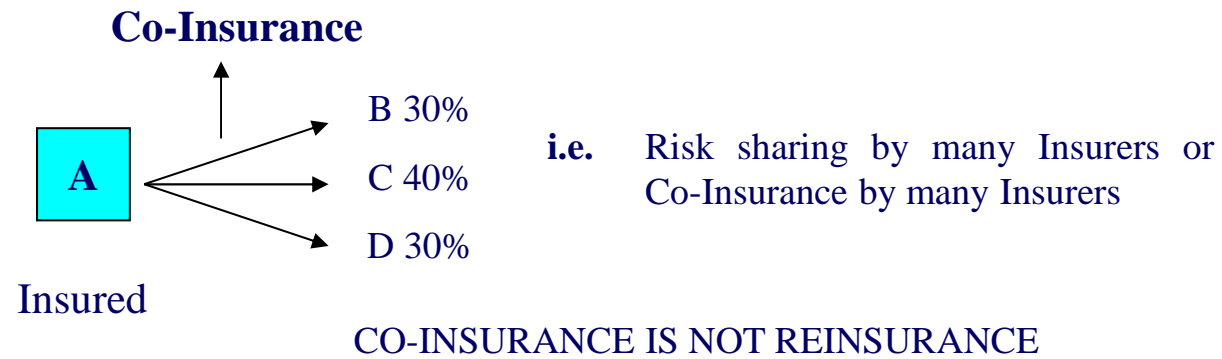 Co-Insurance
A
Insured
B 30%
C 40%
D 30%
i.e. Risk sharing by many Insurers or
Co-Insurance by many Insurers
CO-INSURANCE IS NOT REINSURANCE